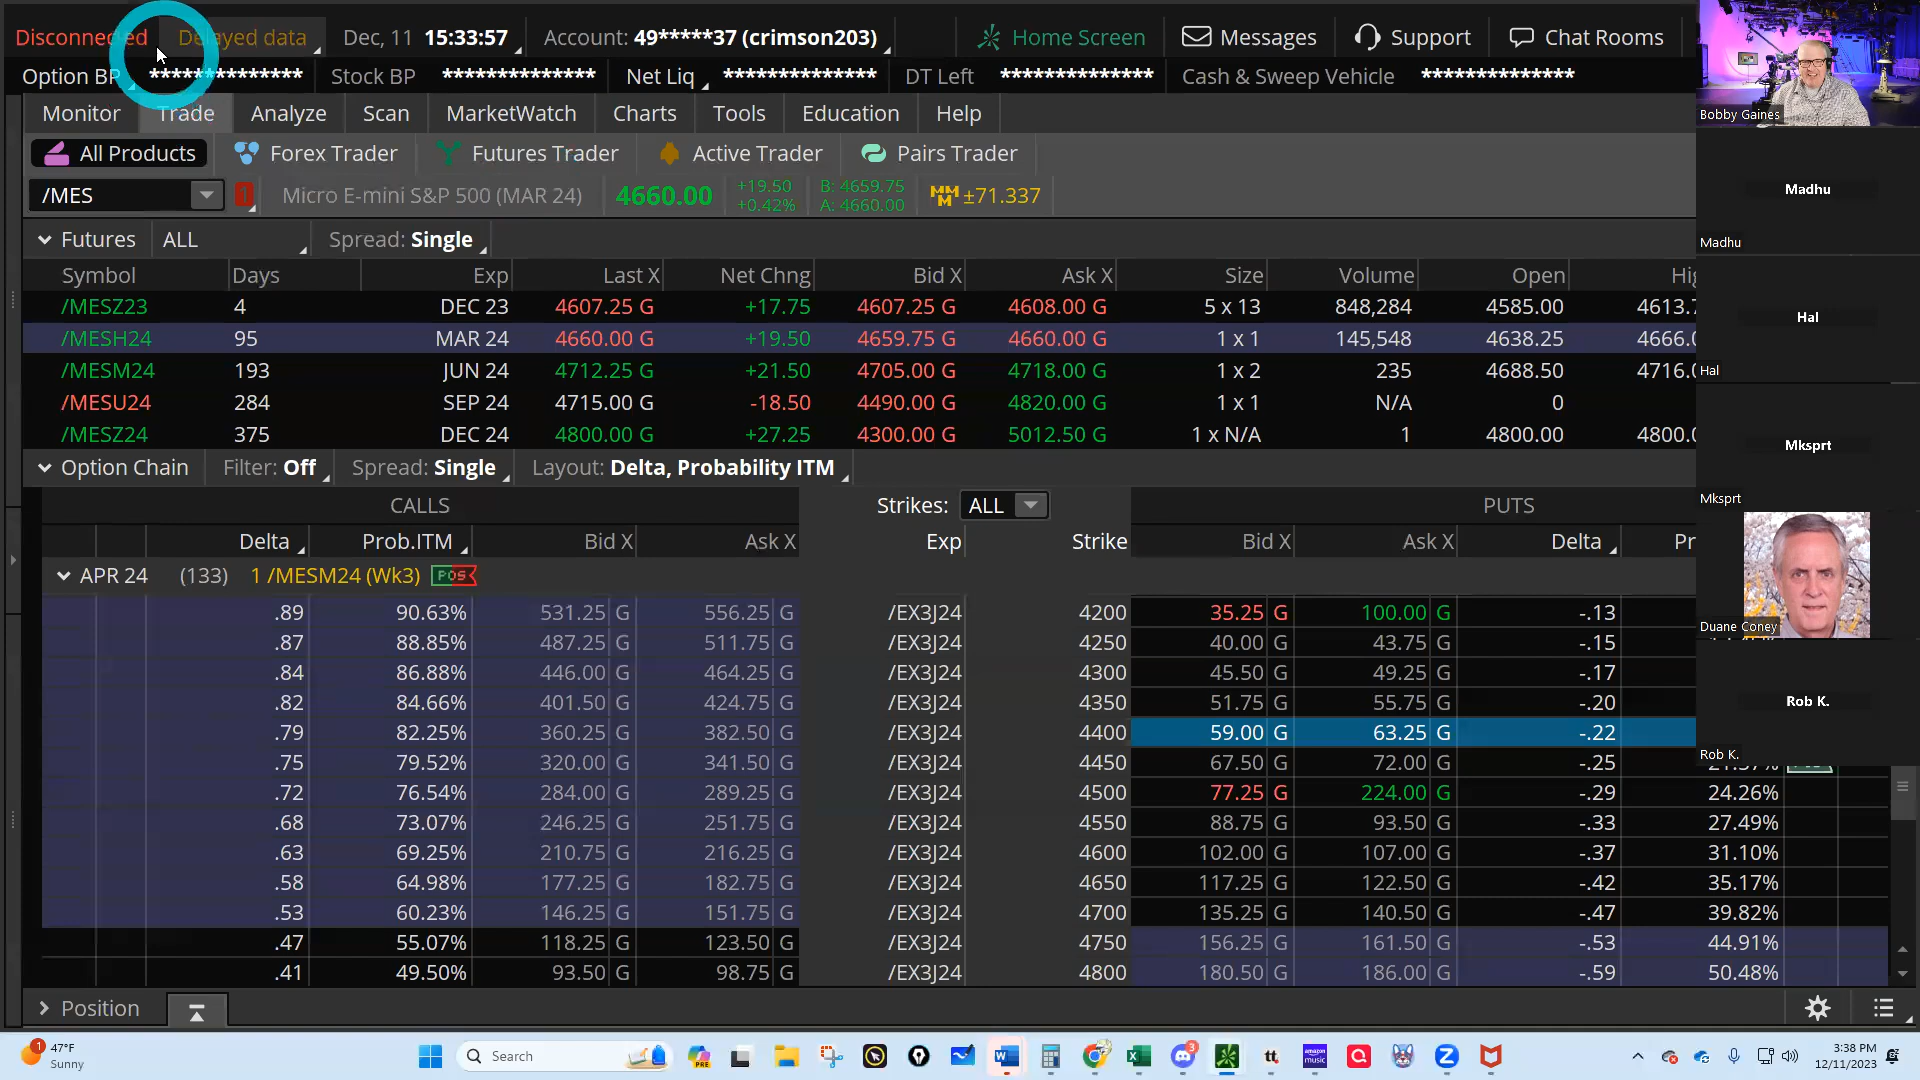 Disconnected Delayed data Dec, 11 15:33:57 Account: 49*****37 (crimson203) Home Screen Messages Support Chat Rooms
Option BP ************** Stock BP ************** Net Liq ************** DT Left ************** Cash & Sweep Vehicle **************
Monitor Trade Analyze Scan MarketWatch Charts Tools Education Help
All Products Forex Trader Futures Trader Active Trader Pairs Trader
/MES 1 Micro E-mini S&P 500 (MAR 24) 4660.00 +19.50 +0.42% B: 4659.75 A: 4660.00 ±71.337
Futures ALL Spread: Single
Symbol Days Exp Last X Net Chng Bid X Ask X Size Volume Open Hig
/MESZ23 4 DEC 23 4607.25 G +17.75 4607.25 G 4608.00 G 5 x 13 848,284 4585.00 4613.7
/MESH24 95 MAR 24 4660.00 G +19.50 4659.75 G 4660.00 G 1 x 1 145,548 4638.25 4666.0
/MESM24 193 JUN 24 4712.25 G +21.50 4705.00 G 4718.00 G 1 x 2 235 4688.50 4716.0
/MESU24 284 SEP 24 4715.00 G -18.50 4490.00 G 4820.00 G 1 x 1 N/A 0
/MESZ24 375 DEC 24 4800.00 G +27.25 4300.00 G 5012.50 G 1 x N/A 1 4800.00 4800.0
Option Chain Filter: Off Spread: Single Layout: Delta, Probability ITM
CALLS Strikes: ALL PUTS
Delta Prob.ITM Bid X Ask X Exp Strike Bid X Ask X Delta Pr
APR 24 (133) 1 /MESM24 (Wk3) POS
.89 90.63% 531.25 G 556.25 G /EX3J24 4200 35.25 G 100.00 G -.13
.87 88.85% 487.25 G 511.75 G /EX3J24 4250 40.00 G 43.75 G -.15
.84 86.88% 446.00 G 464.25 G /EX3J24 4300 45.50 G 49.25 G -.17
.82 84.66% 401.50 G 424.75 G /EX3J24 4350 51.75 G 55.75 G -.20
.79 82.25% 360.25 G 382.50 G /EX3J24 4400 59.00 G 63.25 G -.22
.75 79.52% 320.00 G 341.50 G /EX3J24 4450 67.50 G 72.00 G -.25
.72 76.54% 284.00 G 289.25 G /EX3J24 4500 77.25 G 224.00 G -.29 24.26%
.68 73.07% 246.25 G 251.75 G /EX3J24 4550 88.75 G 93.50 G -.33 27.49%
.63 69.25% 210.75 G 216.25 G /EX3J24 4600 102.00 G 107.00 G -.37 31.10%
.58 64.98% 177.25 G 182.75 G /EX3J24 4650 117.25 G 122.50 G -.42 35.17%
.53 60.23% 146.25 G 151.75 G /EX3J24 4700 135.25 G 140.50 G -.47 39.82%
.47 55.07% 118.25 G 123.50 G /EX3J24 4750 156.25 G 161.50 G -.53 44.91%
.41 49.50% 93.50 G 98.75 G /EX3J24 4800 180.50 G 186.00 G -.59 50.48%
Position
Bobby Gaines
Madhu
Madhu
Hal
Hal
Mksprt
Mksprt
Duane Coney
Rob K.
Rob K.
1 47°F
Sunny
Search
PRE
3
tt
amazon music
3:38 PM
12/11/2023